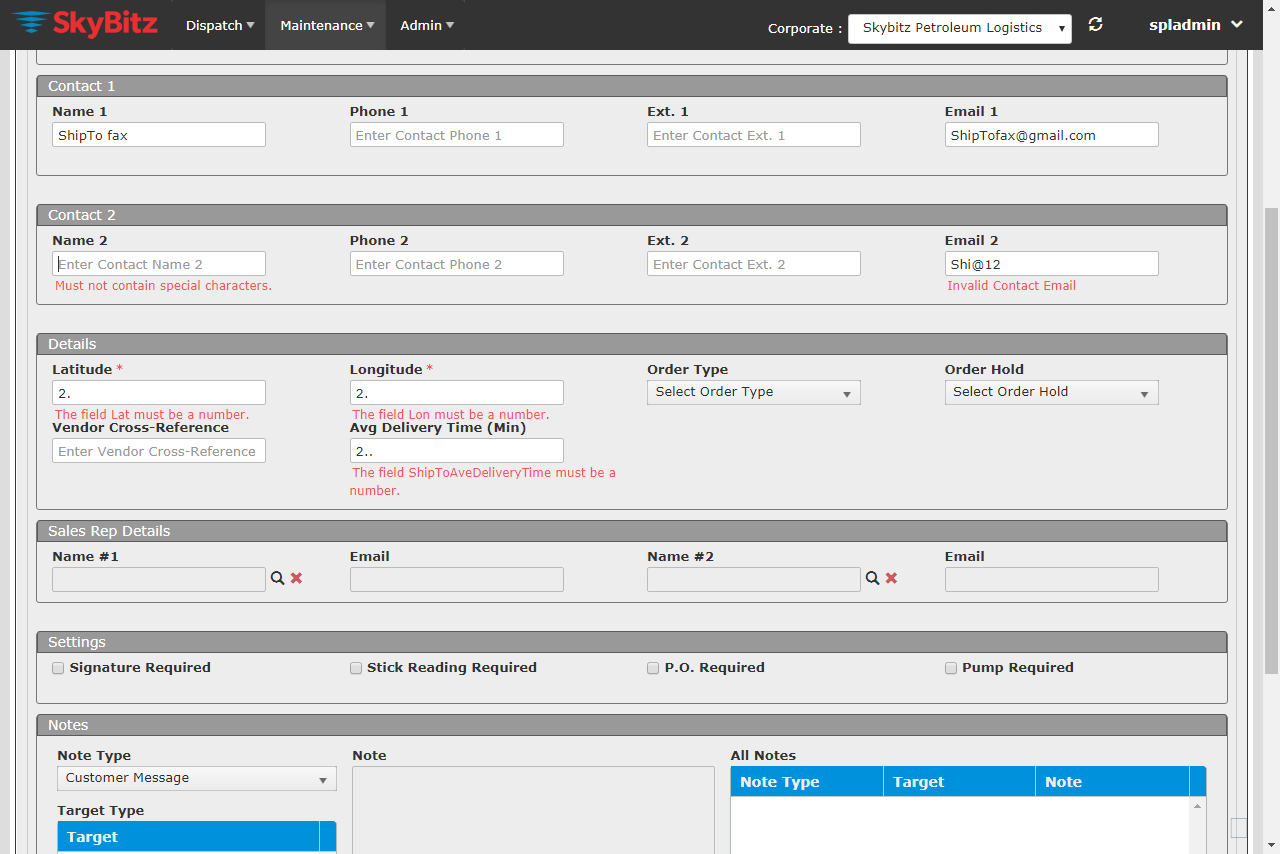 SkyBitz Dispatch Maintenance Admin Corporate : Skybitz Petroleum Logistics spladmin
Contact 1
Name 1 Phone 1 Ext. 1 Email 1
ShipTo fax Enter Contact Phone 1 Enter Contact Ext. 1 ShipTofax@gmail.com
Contact 2
Name 2 Phone 2 Ext. 2 Email 2
Enter Contact Name 2 Enter Contact Phone 2 Enter Contact Ext. 2 Shi@12
Must not contain special characters. Invalid Contact Email
Details
Latitude * Longitude * Order Type Order Hold
2. 2. Select Order Type Select Order Hold
The field Lat must be a number. The field Lon must be a number.
Vendor Cross-Reference Avg Delivery Time (Min)
Enter Vendor Cross-Reference 2..
The field ShipToAveDeliveryTime must be a
number.
Sales Rep Details
Name #1 Email Name #2 Email
Settings
Signature Required Stick Reading Required P.O. Required Pump Required
Notes
Note Type Note All Notes
Customer Message Note Type Target Note
Target Type
Target